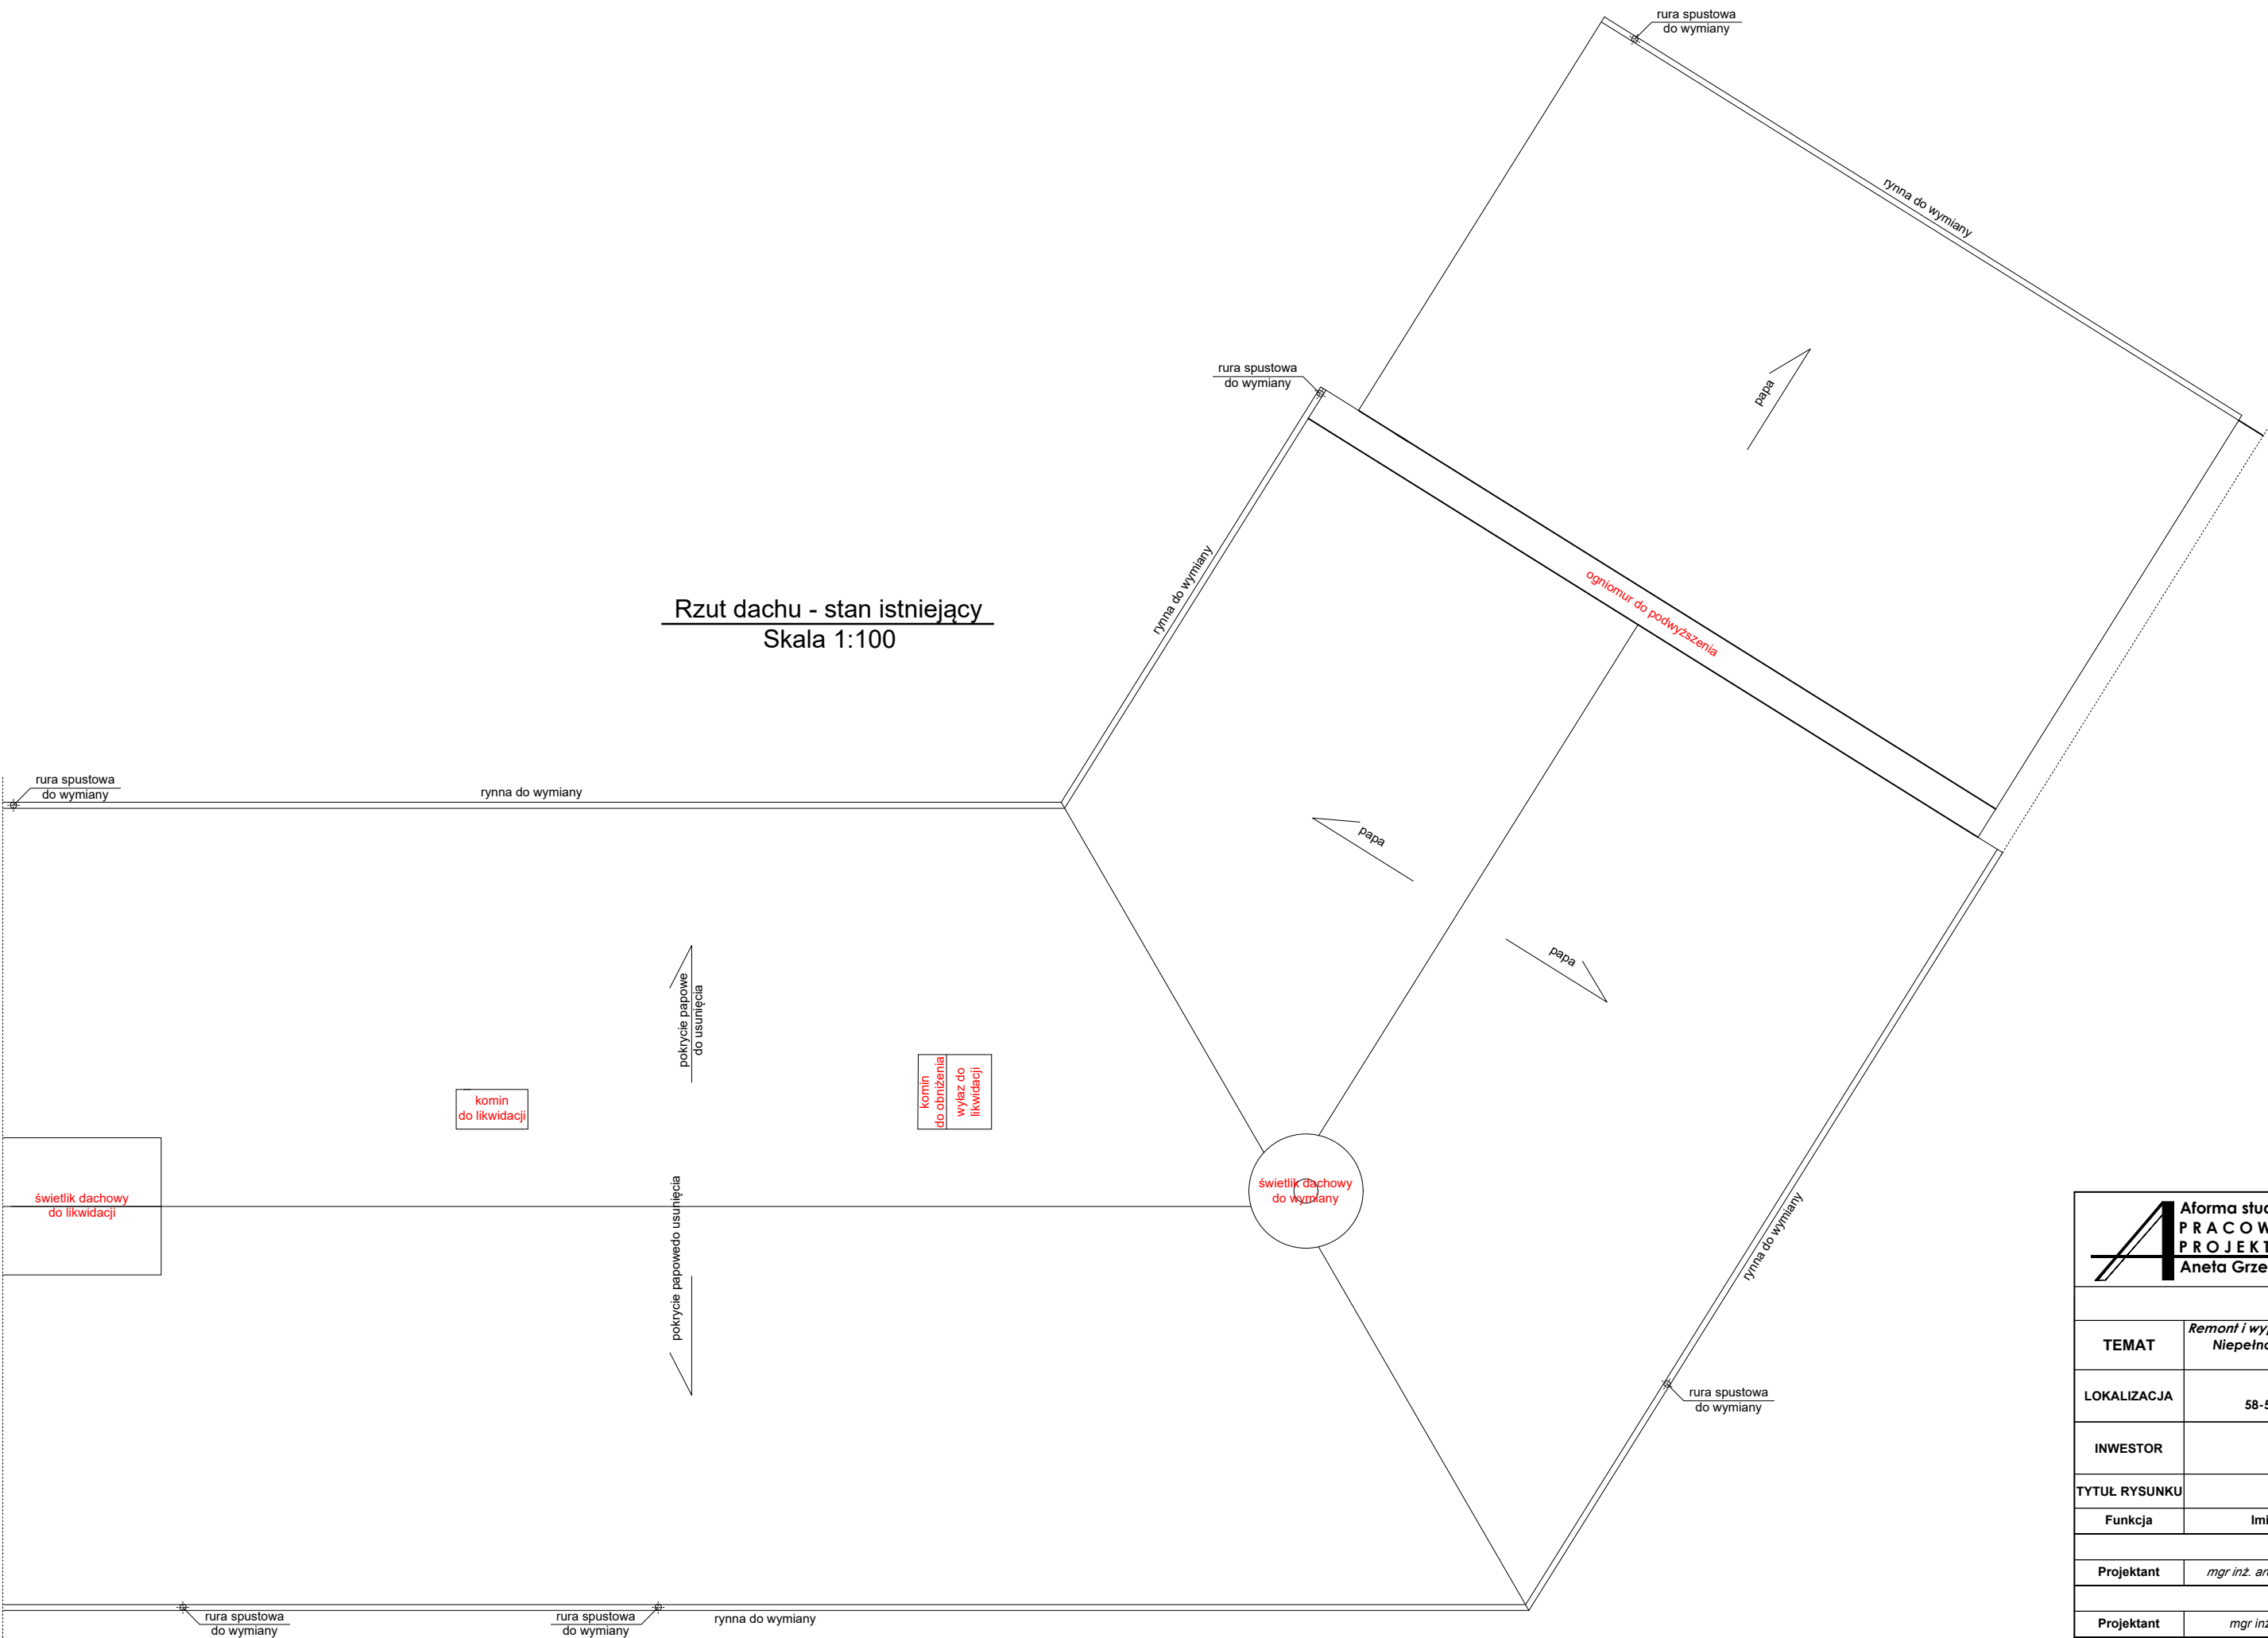 rura spustowa
do wymiany
rynna do wymiany
papa
rura spustowa
do wymiany
rynna do wymiany
ogniomur do podwyższenia
Rzut dachu - stan istniejący
Skala 1:100
rura spustowa
do wymiany
rynna do wymiany
papa
papa
pokrycie papowe
do usunięcia
komin
do likwidacji
komin
do obniżenia
wyłaz do
likwidacji
świetlik dachowy
do likwidacji
pokrycie papowedo usunięcia
świetlik dachowy
do wymiany
rynna do wymiany
rura spustowa
do wymiany
rura spustowa
do wymiany
rura spustowa
do wymiany
rynna do wymiany
Aforma
PRACOW
PROJEKT
Aneta Grze
TEMAT
Remont i wy
Niepełno
LOKALIZACJA
58-5
INWESTOR
TYTUŁ RYSUNKU
Funkcja Imi
Projektant mgr inż.
Projektant mgr inż